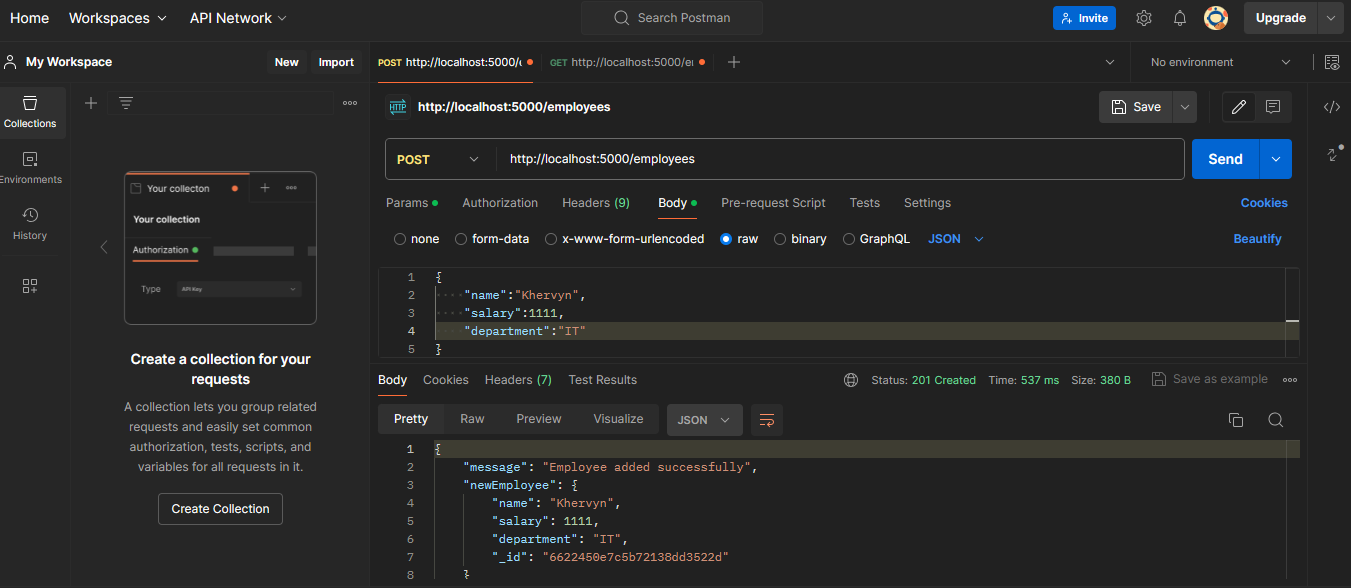 Home Workspaces API Network Search Postman Invite Upgrade
My Workspace New Import POST http://localhost:5000/ GET http://localhost:5000/ No environment
Collections
Environments
History
Your collecton
Your collection
Authorization
Type API Key
Create a collection for your
requests
A collection lets you group related
requests and easily set common
authorization, tests, scripts, and
variables for all requests in it.
Create Collection
HTTP http://localhost:5000/employees Save
POST http://localhost:5000/employees Send
Params Authorization Headers (9) Body Pre-request Script Tests Settings Cookies
none form-data x-www-form-urlencoded raw binary GraphQL JSON Beautify
1 {
2 "name":"Khervyn",
3 "salary":1111,
4 "department":"IT"
5 }
Body Cookies Headers (7) Test Results Status: 201 Created Time: 537 ms Size: 380 B Save as example
Pretty Raw Preview Visualize JSON
1 {
2 "message": "Employee added successfully",
3 "newEmployee": {
4 "name": "Khervyn",
5 "salary": 1111,
6 "department": "IT",
7 "_id": "6622450e7c5b72138dd3522d"
8 }